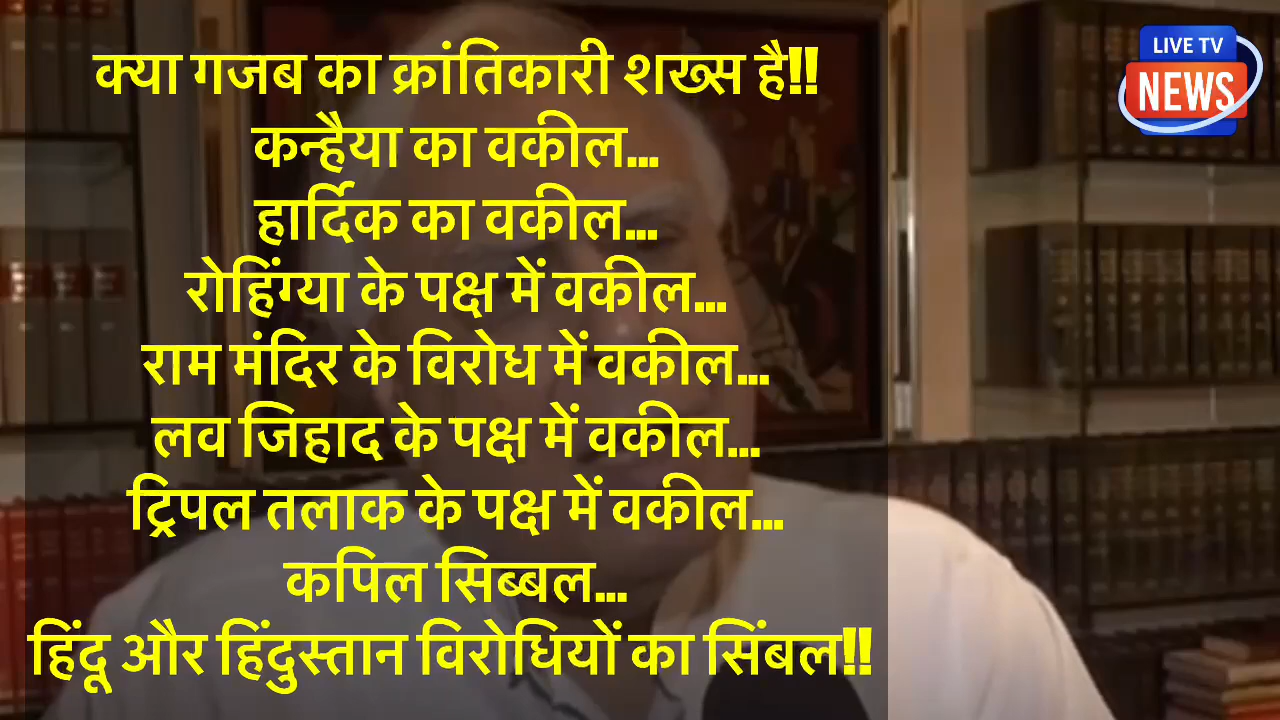 क्या गजब का क्रांतिकारी शख्स है!!
कन्हैया का वकील...
हार्दिक का वकील...
रोहिंग्या के पक्ष में वकील...
राम मंदिर के विरोध में वकील...
लव जिहाद के पक्ष में वकील...
ट्रिपल तलाक के पक्ष में वकील...
कपिल सिब्बल...
हिंदू और हिंदुस्तान विरोधियों का सिंबल!!
LIVE TV
NEWS